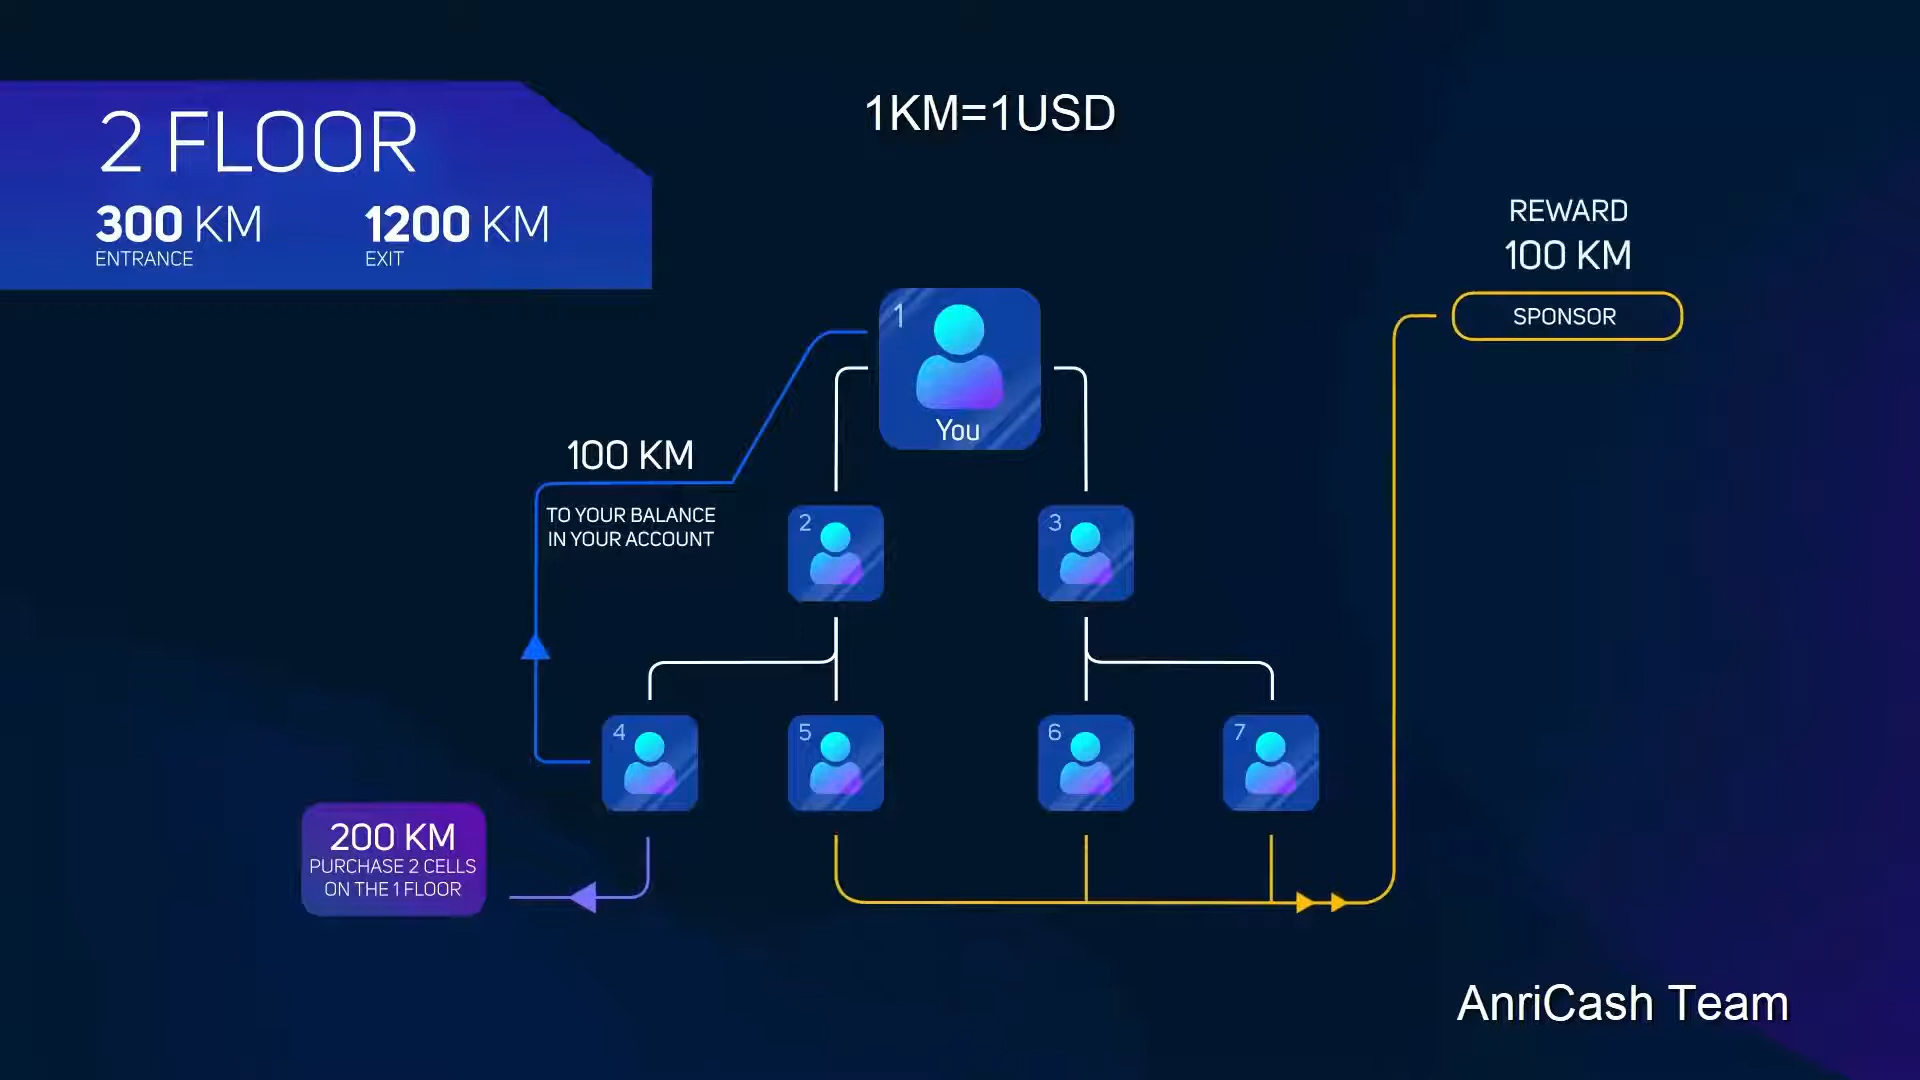 2 FLOOR
300 KM
ENTRANCE
1200 KM
EXIT
1KM=1USD
REWARD
100 KM
SPONSOR
1
You
100 KM
TO YOUR BALANCE
IN YOUR ACCOUNT
2
3
4
5
6
7
200 KM
PURCHASE 2 CELLS
ON THE 1 FLOOR
AnriCash Team